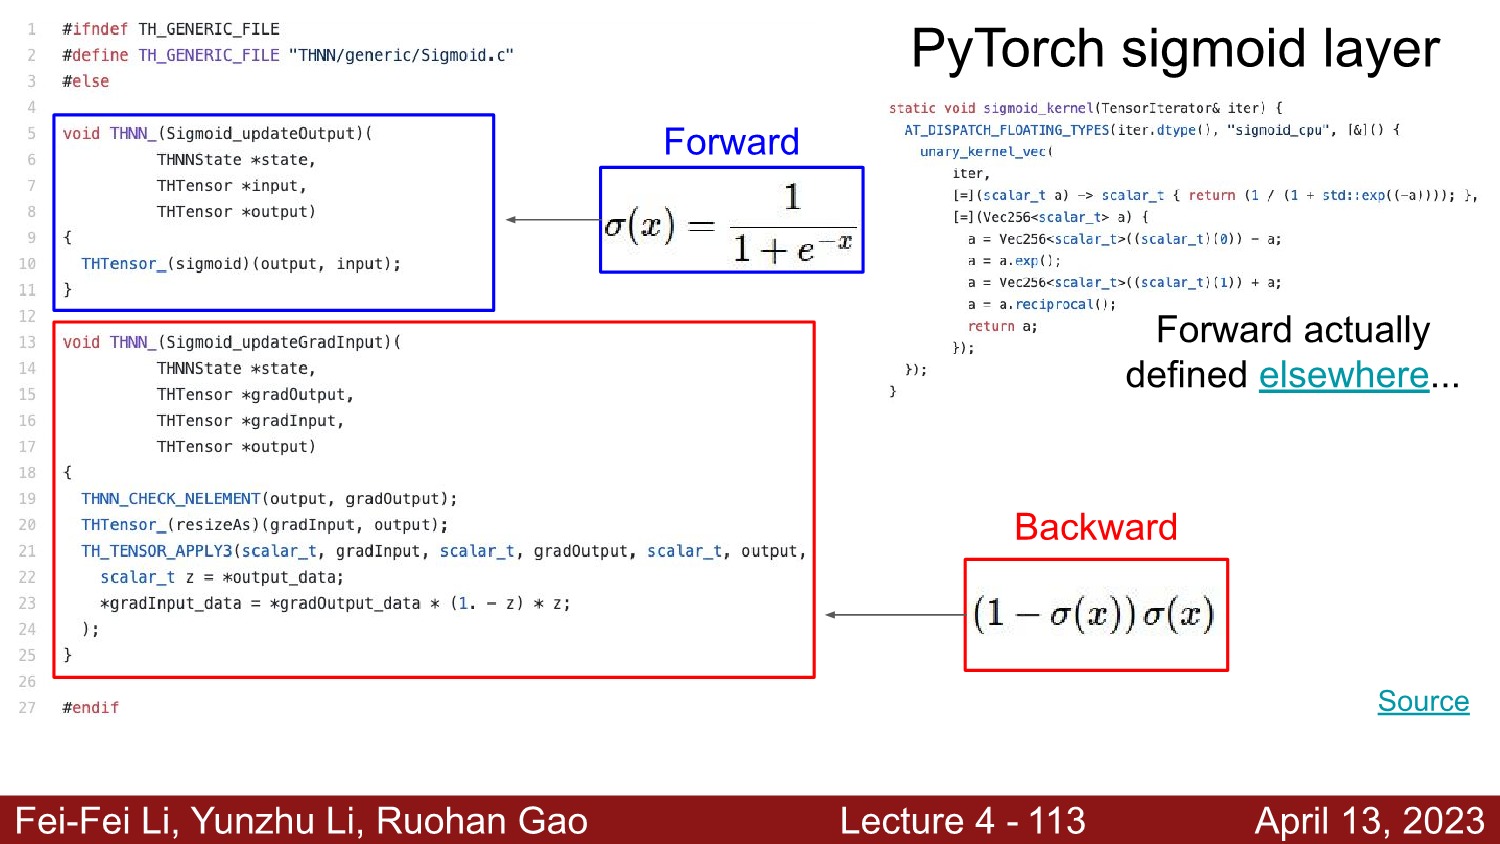 PyTorch sigmoid layer
1 #ifndef TH_GENERIC_FILE
2 #define TH_GENERIC_FILE "THNN/generic/Sigmoid.c"
3 #else
4
5 void THNN_(Sigmoid_updateOutput)(
6 THNNState *state,
7 THTensor *input,
8 THTensor *output)
9 {
10 THTensor_(sigmoid)(output, input);
11 }
12
13 void THNN_(Sigmoid_updateGradInput)(
14 THNNState *state,
15 THTensor *gradOutput,
16 THTensor *gradInput,
17 THTensor *output)
18 {
19 THNN_CHECK_NELEMENT(output, gradOutput);
20 THTensor_(resizeAs)(gradInput, output);
21 TH_TENSOR_APPLY3(scalar_t, gradInput, scalar_t, gradOutput, scalar_t, output,
22 scalar_t z = *output_data;
23 *gradInput_data = *gradOutput_data * (1. - z) * z;
24 );
25 }
26
27 #endif
Forward
σ(x) = 1 / (1 + e^{-x})
static void sigmoid_kernel(TensorIterator& iter) {
AT_DISPATCH_FLOATING_TYPES(iter.dtype(), "sigmoid_cpu", [&]() {
unary_kernel_vec(
iter,
[=](scalar_t a) -> scalar_t { return (1 / (1 + std::exp((-a)))); },
[=](Vec256<scalar_t> a) {
a = Vec256<scalar_t>((scalar_t)(0)) - a;
a = a.exp();
a = Vec256<scalar_t>((scalar_t)(1)) + a;
a = a.reciprocal();
return a;
});
});
}
Forward actually
defined elsewhere...
Backward
(1 − σ(x)) σ(x)
Source
Fei-Fei Li, Yunzhu Li, Ruohan Gao Lecture 4 - 113 April 13, 2023